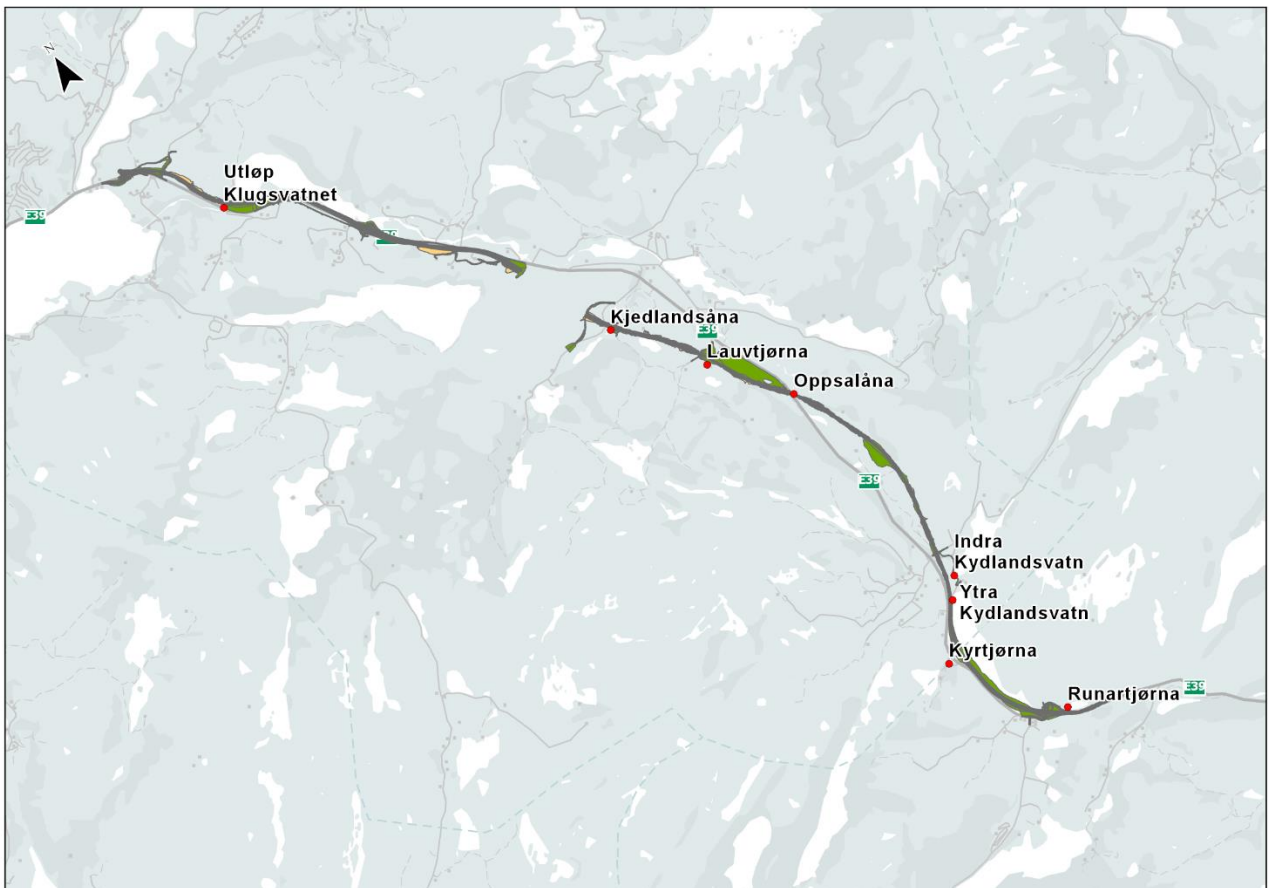 N
Utløp
Klugsvatnet
E39
E39
Kjedlandsåna
E39
Lauvtjørna
Oppsalåna
E39
Indra
Kydlandsvatn
Ytra
Kydlandsvatn
Kyrtjørna
Runartjørna
E39